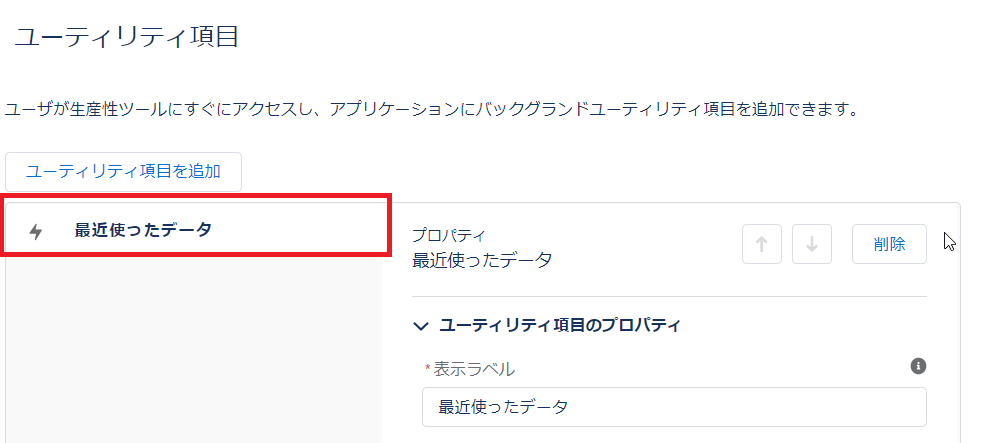 ユーティリティ項目
ユーザが生産性ツールにすぐにアクセスし、アプリケーションにバックグランドユーティリティ項目を追加できます。
ユーティリティ項目を追加
最近使ったデータ
プロパティ
最近使ったデータ
削除
ユーティリティ項目のプロパティ
*表示ラベル
最近使ったデータ